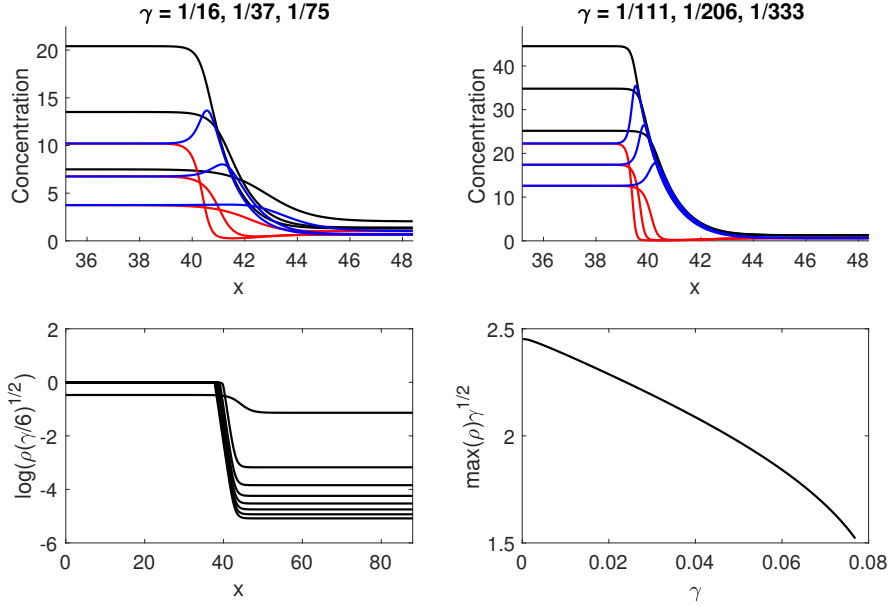 γ = 1/16, 1/37, 1/75
Concentration
20
15
10
5
0
36 38 40 42 44 46 48
x
γ = 1/111, 1/206, 1/333
Concentration
40
30
20
10
0
36 38 40 42 44 46 48
x
log(ρ(γ/6)^{1/2})
2
0
-2
-4
-6
0 20 40 60 80
x
max(ρ)γ^{1/2}
2.5
2
1.5
0 0.02 0.04 0.06 0.08
γ